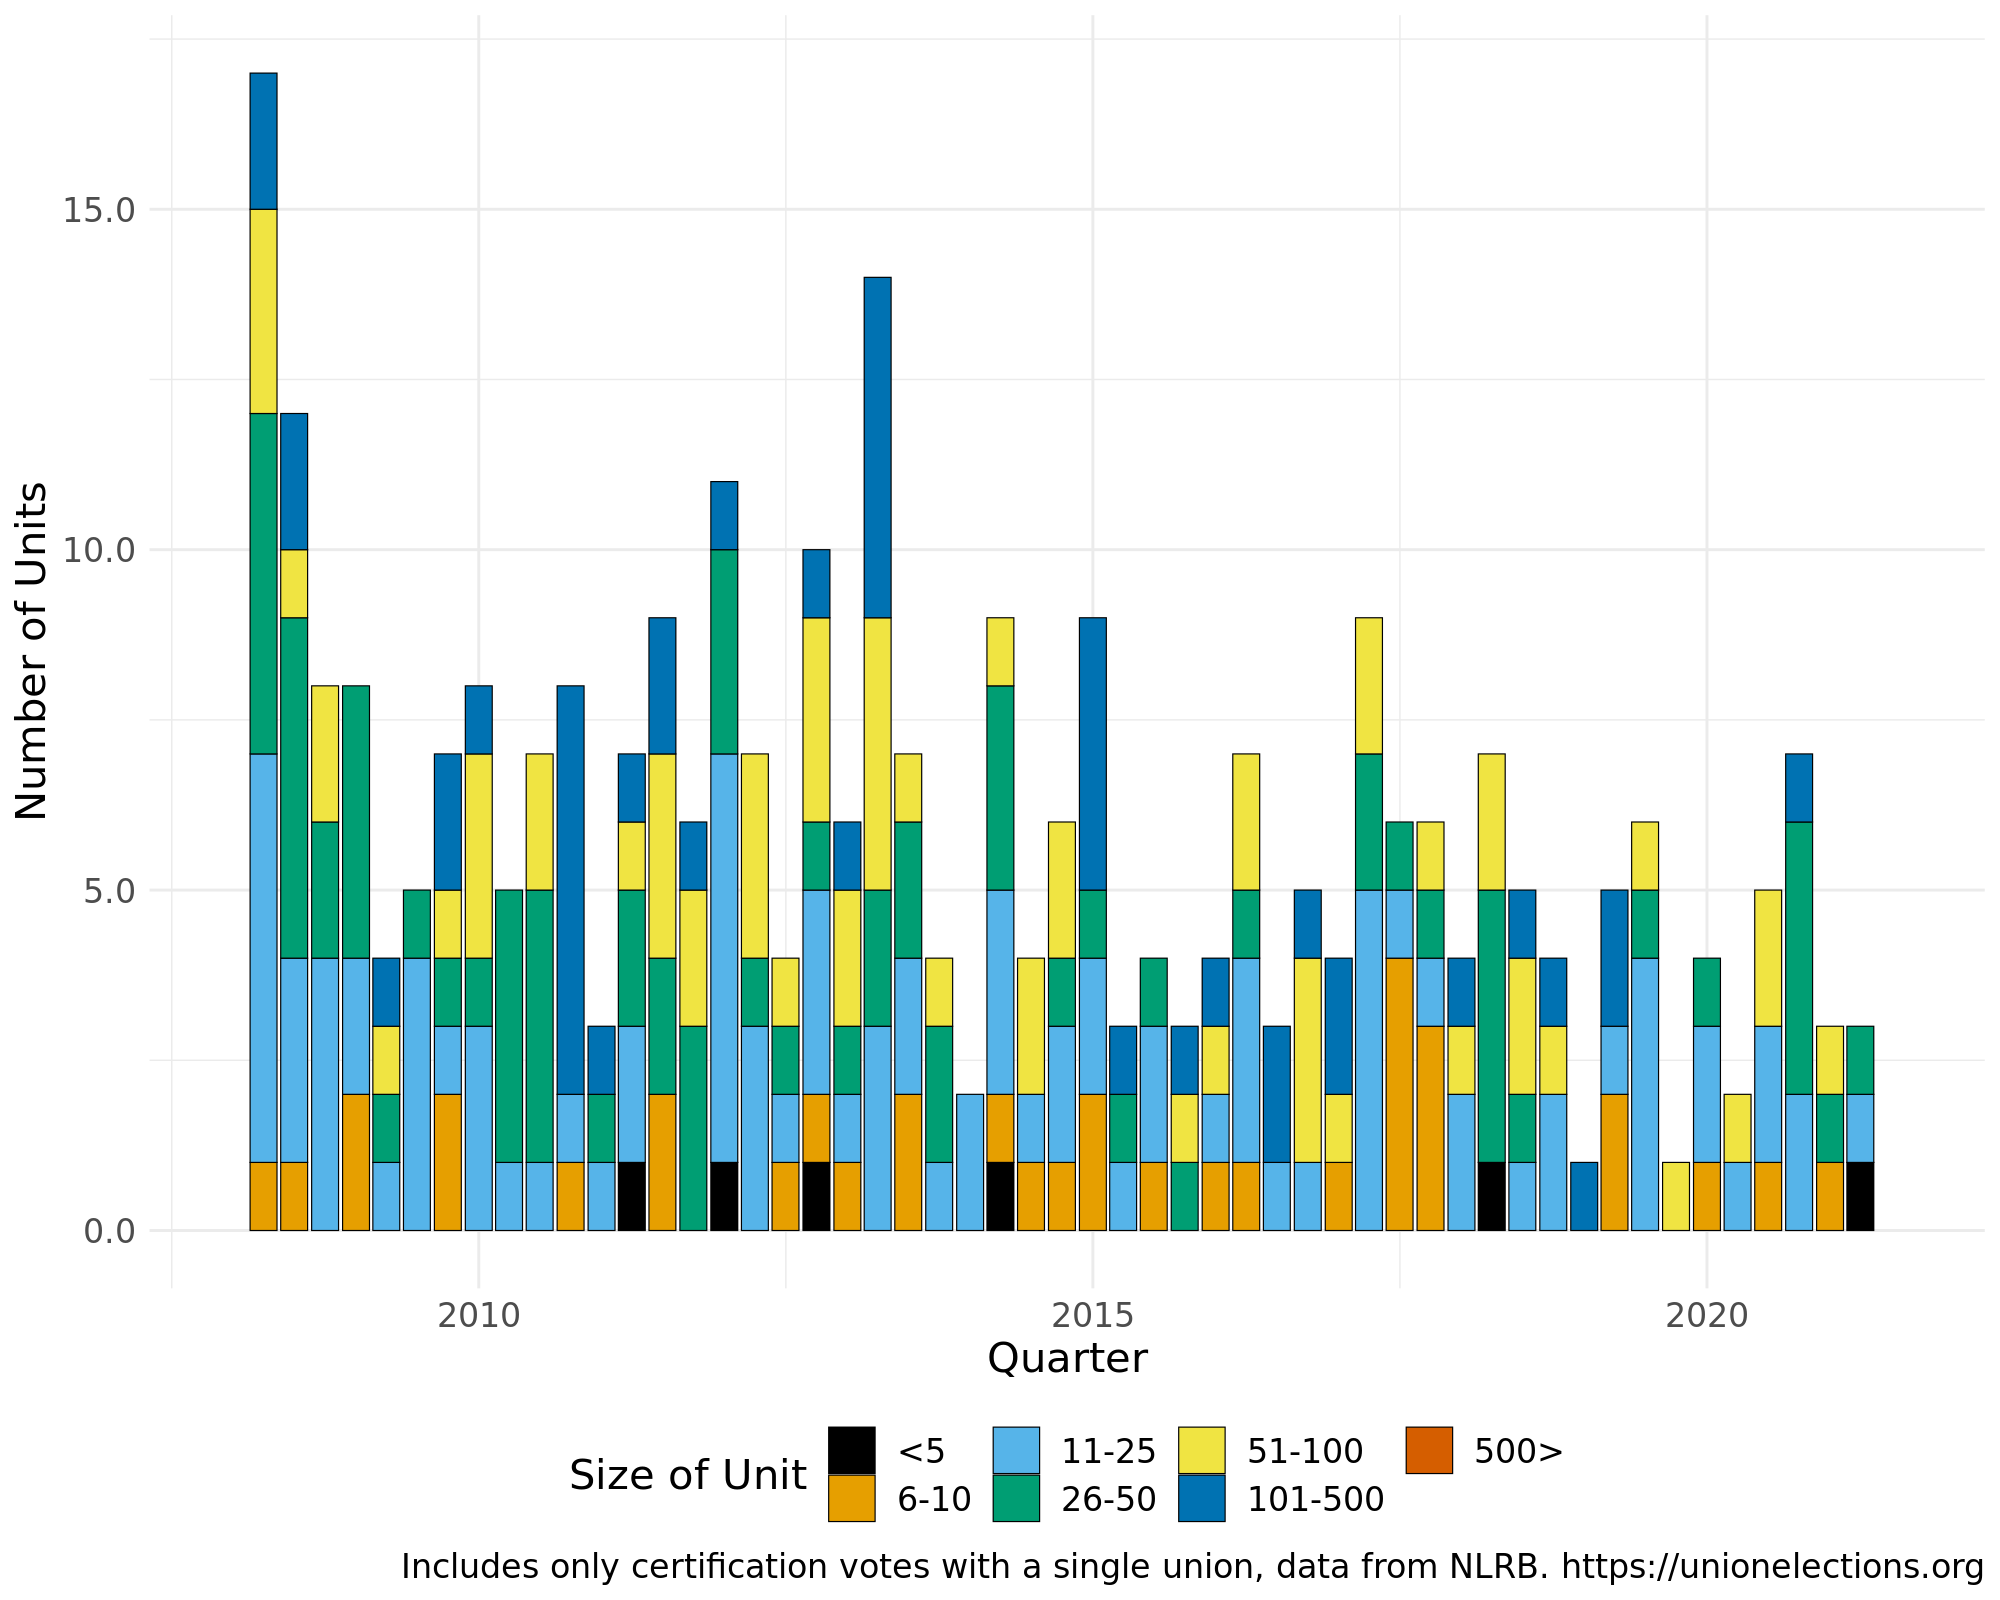 15.0
10.0
5.0
0.0
Number of Units
2010 2015 2020
Quarter
Size of Unit
<5 11-25 51-100 500>
6-10 26-50 101-500
Includes only certification votes with a single union, data from NLRB. https://unionelections.org